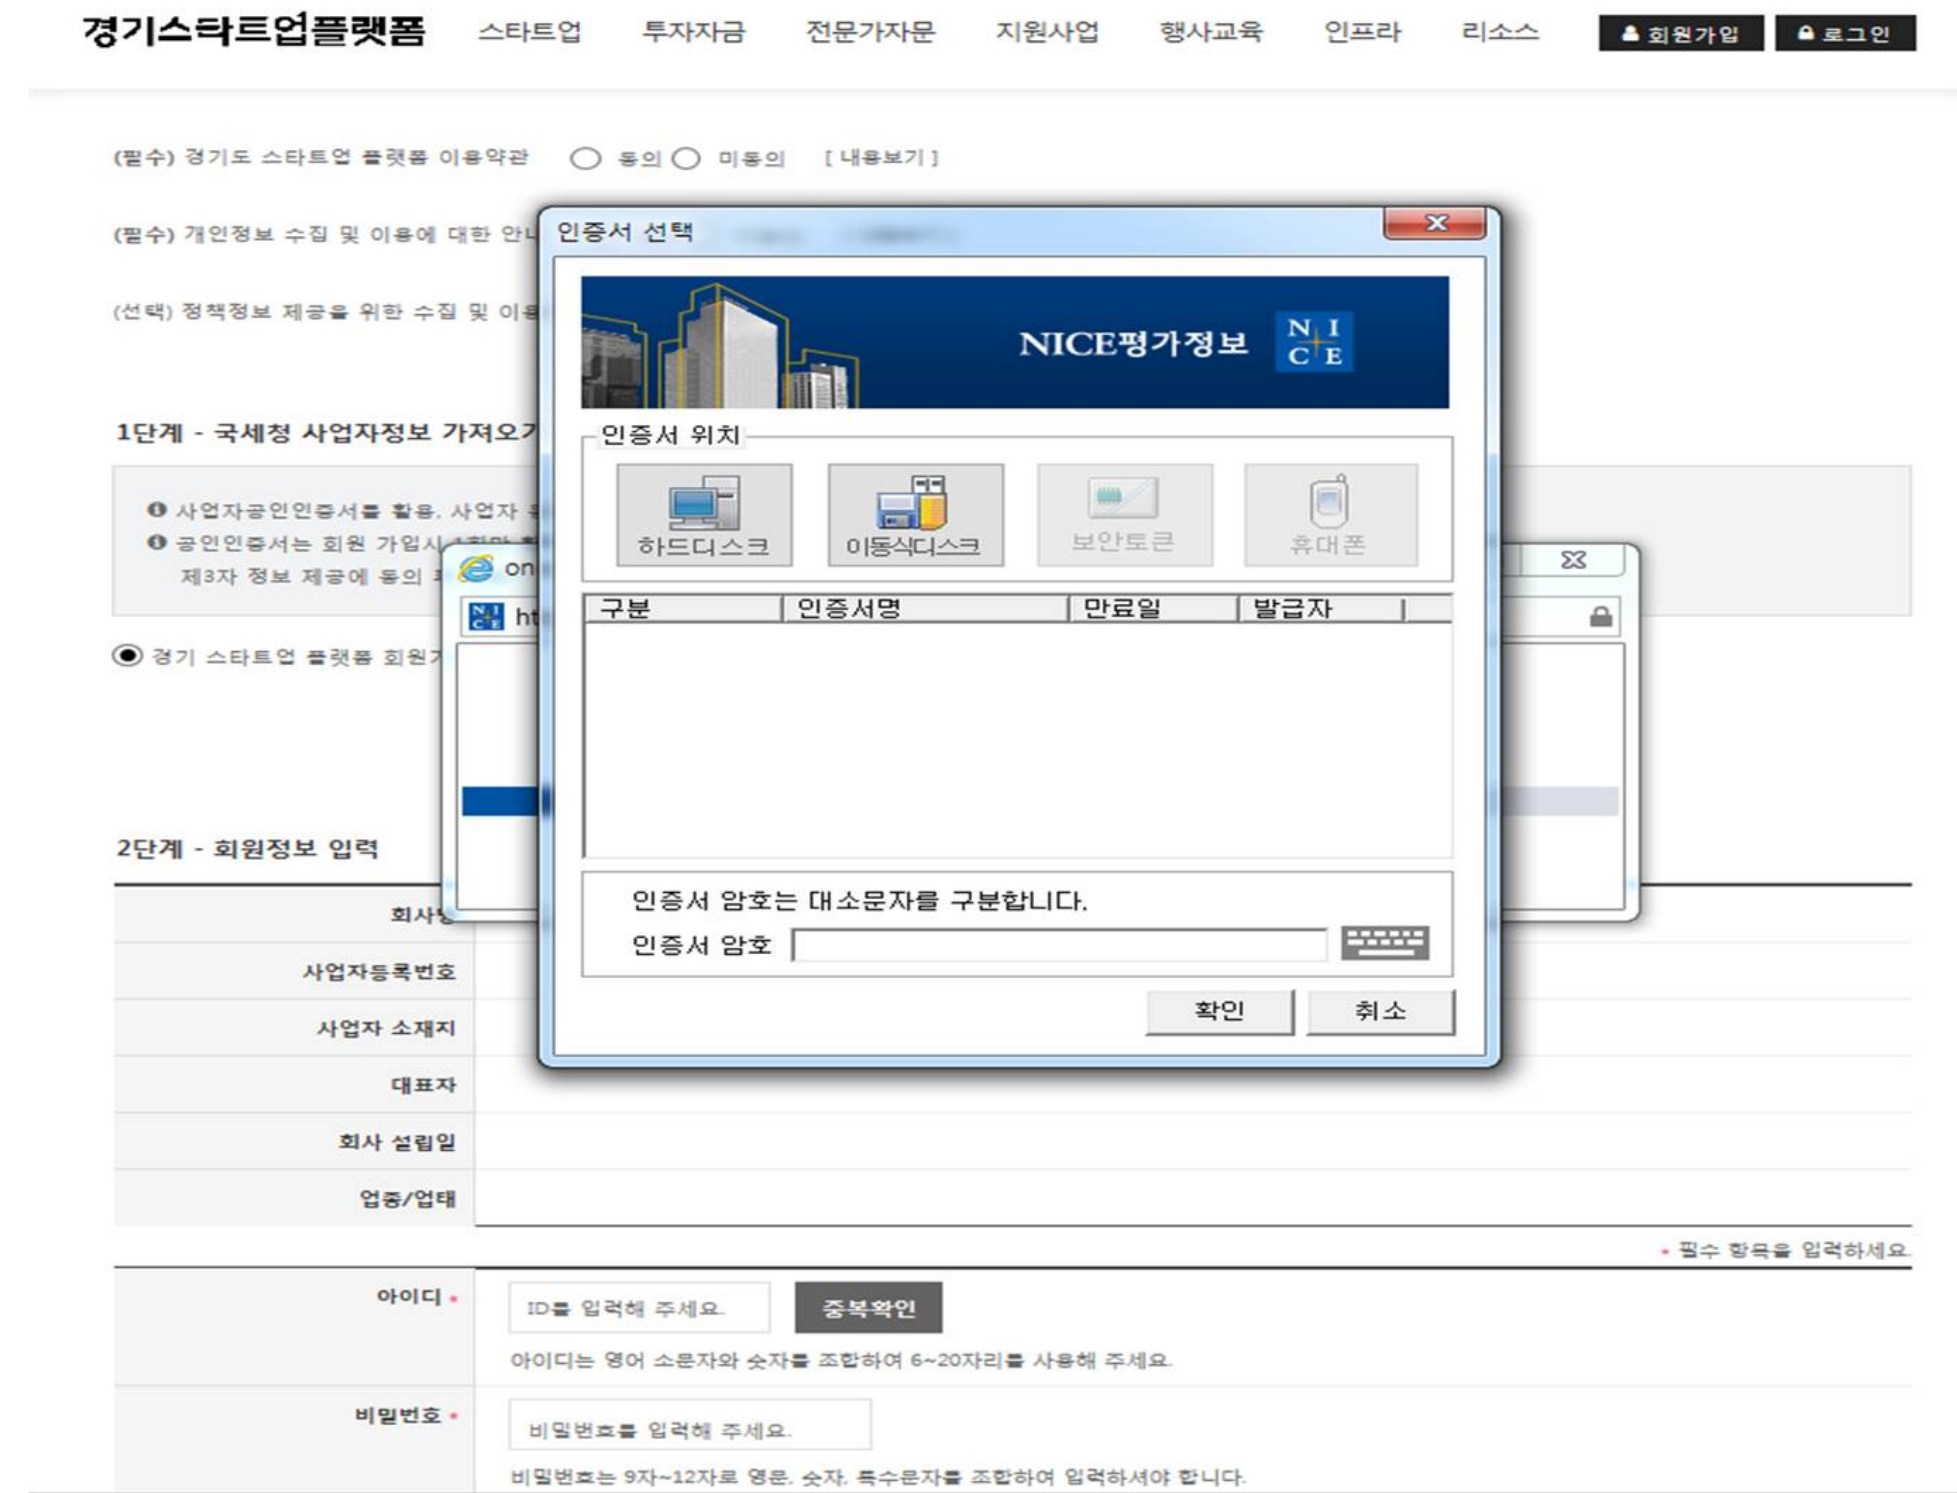 경기스타트업플랫폼 스타트업 투자자금 전문가자문 지원사업 행사교육 인프라 리소스 회원가입 로그인
(필수) 경기도 스타트업 플랫폼 이용약관 동의 미동의 [내용보기]
(필수) 개인정보 수집 및 이용에 대한 안
(선택) 정책정보 제공을 위한 수집 및 이용
1단계 - 국세청 사업자정보 가져오기
사업자공인인증서를 활용, 사업자
공인인증서는 회원 가입시
제3자 정보 제공에 동의
경기 스타트업 플랫폼 회원
on
ht
인증서 선택
NICE평가정보 NICE
인증서 위치
하드디스크 이동식디스크 보안토큰 휴대폰
구분 인증서명 만료일 발급자
인증서 암호는 대소문자를 구분합니다.
인증서 암호
확인 취소
2단계 - 회원정보 입력
회사명
사업자등록번호
사업자 소재지
대표자
회사 설립일
업종/업태
• 필수 항목을 입력하세요.
아이디 • ID를 입력해 주세요. 중복확인
아이디는 영어 소문자와 숫자를 조합하여 6~20자리를 사용해 주세요.
비밀번호 • 비밀번호를 입력해 주세요.
비밀번호는 9자~12자로 영문, 숫자, 특수문자를 조합하여 입력하셔야 합니다.